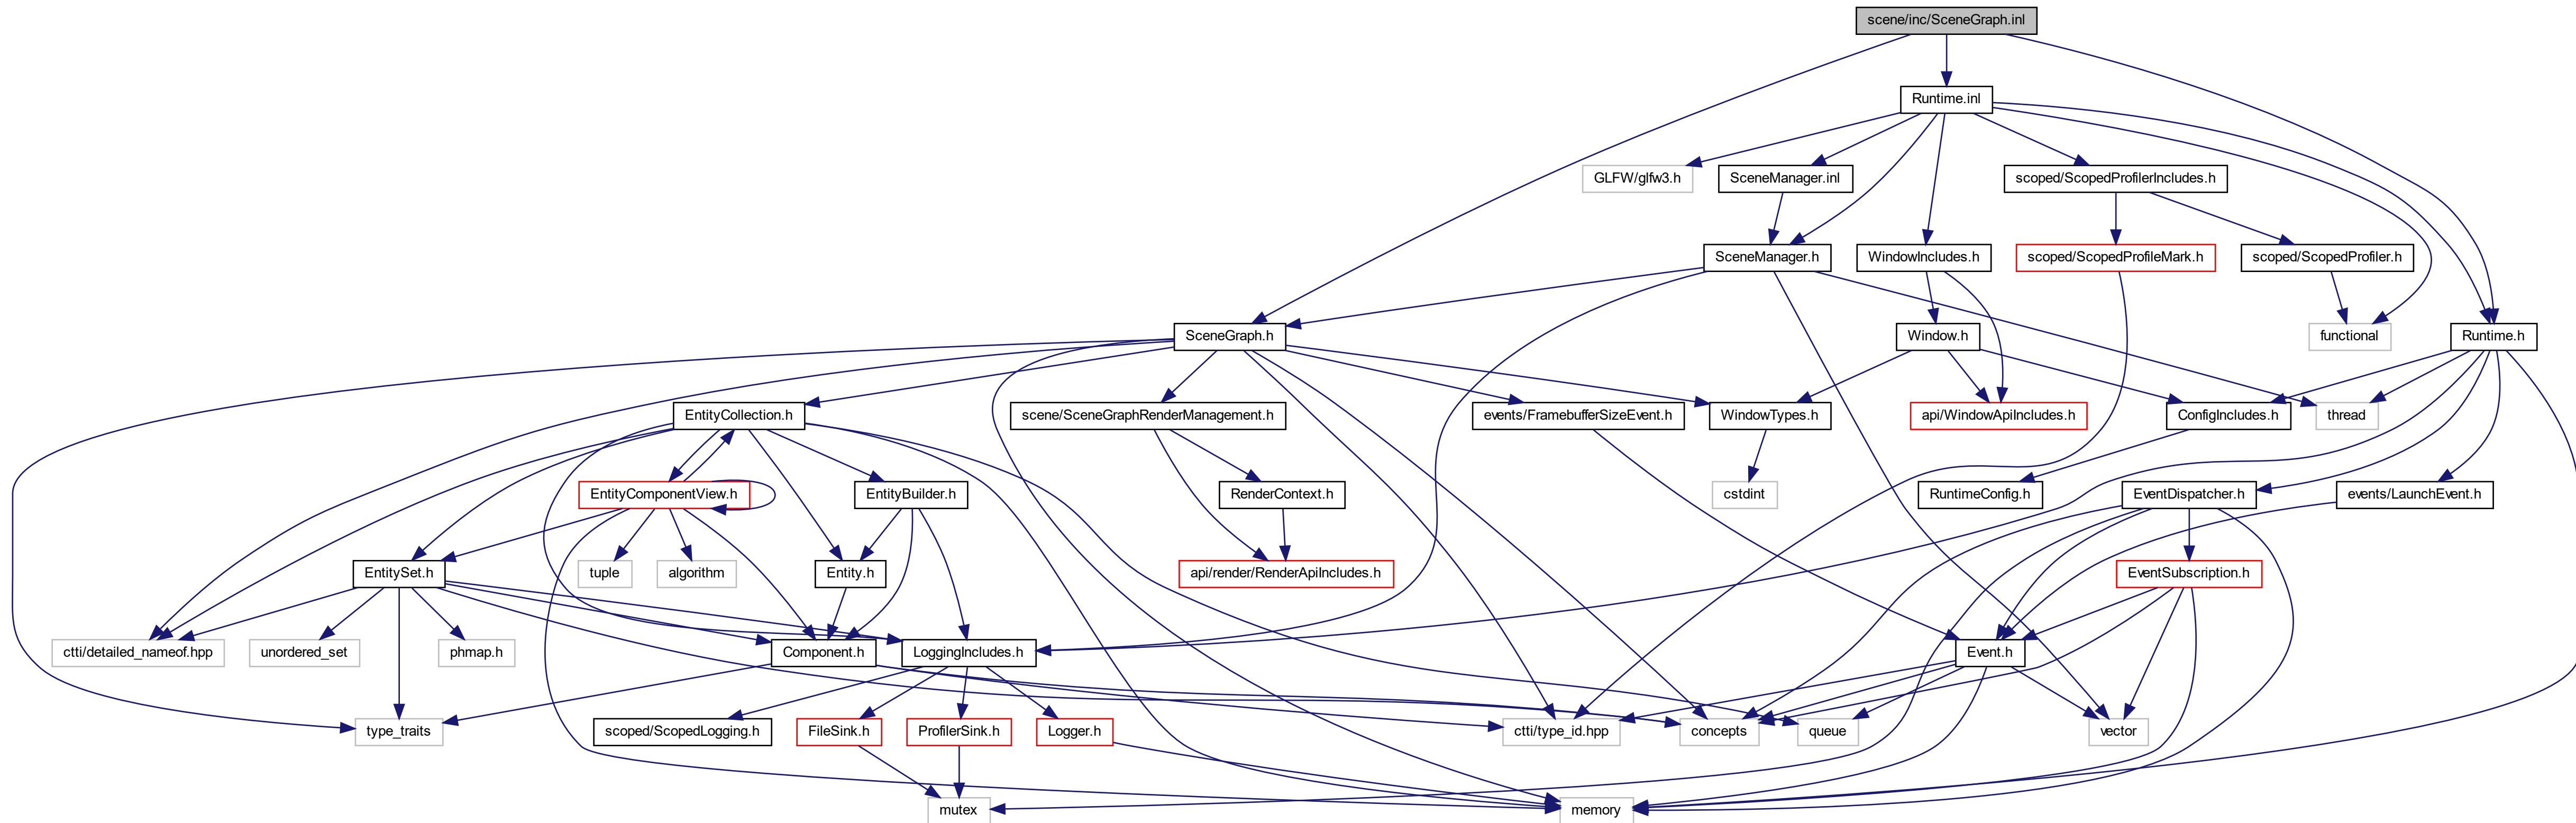 scene/inc/SceneGraph.inl
Runtime.inl
GLFW/glfw3.h
SceneManager.inl
scoped/ScopedProfilerIncludes.h
SceneManager.h
WindowIncludes.h
scoped/ScopedProfileMark.h
scoped/ScopedProfiler.h
SceneGraph.h
Window.h
functional
Runtime.h
EntityCollection.h
scene/SceneGraphRenderManagement.h
events/FramebufferSizeEvent.h
WindowTypes.h
api/WindowApiIncludes.h
ConfigIncludes.h
thread
EntityComponentView.h
EntityBuilder.h
RenderContext.h
cstdint
RuntimeConfig.h
EventDispatcher.h
events/LaunchEvent.h
EntitySet.h
tuple
algorithm
Entity.h
api/render/RenderApiIncludes.h
EventSubscription.h
ctti/detailed_nameof.hpp
unordered_set
phmap.h
Component.h
LoggingIncludes.h
Event.h
type_traits
scoped/ScopedLogging.h
FileSink.h
ProfilerSink.h
Logger.h
ctti/type_id.hpp
concepts
queue
vector
mutex
memory